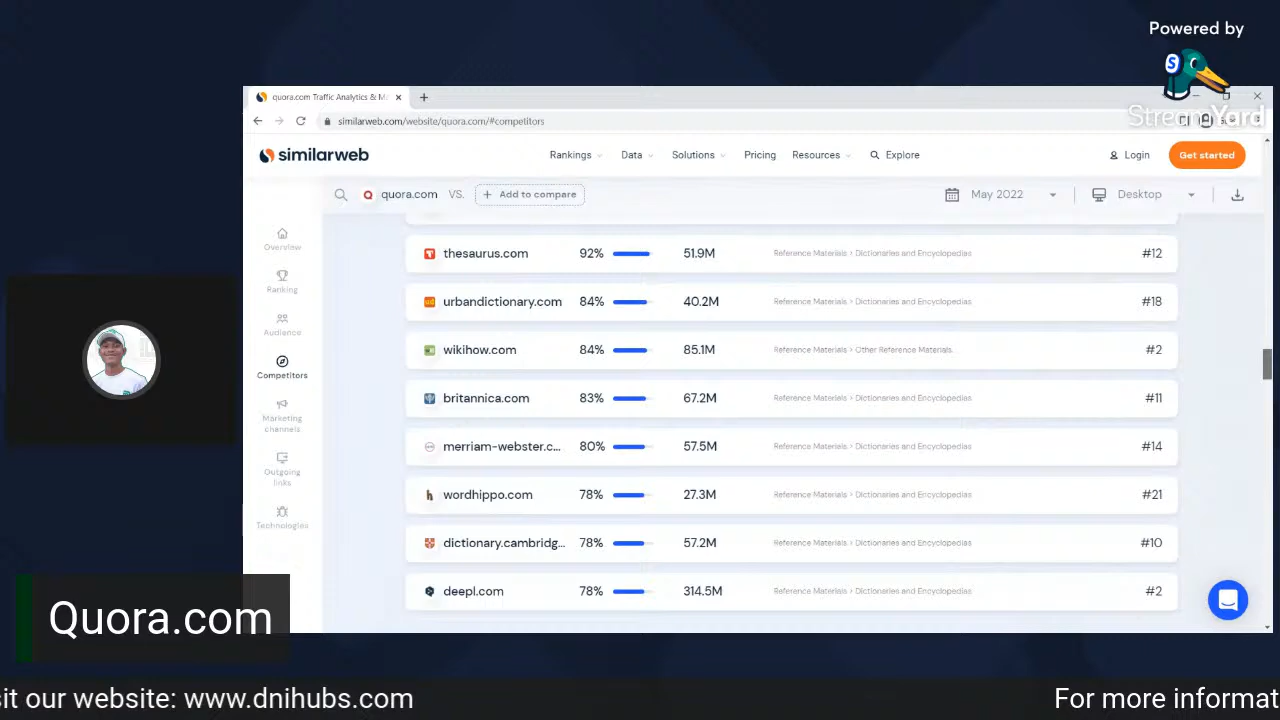 Powered by
StreamYard
quora.com Traffic Analytics & Ma
similarweb.com/website/quora.com/#competitors
similarweb
Rankings
Data
Solutions
Pricing
Resources
Explore
Login
Get started
quora.com
VS.
Add to compare
May 2022
Desktop
Overview
Ranking
Audience
Competitors
Marketing
channels
Outgoing
links
Technologies
thesaurus.com 92% 51.9M Reference Materials > Dictionaries and Encyclopedias #12
urbandictionary.com 84% 40.2M Reference Materials > Dictionaries and Encyclopedias #18
wikihow.com 84% 85.1M Reference Materials > Other Reference Materials. #2
britannica.com 83% 67.2M Reference Materials > Dictionaries and Encyclopedias #11
merriam-webster.c... 80% 57.5M Reference Materials > Dictionaries and Encyclopedias #14
wordhippo.com 78% 27.3M Reference Materials > Dictionaries and Encyclopedias #21
dictionary.cambridg... 78% 57.2M Reference Materials > Dictionaries and Encyclopedias #10
deepl.com 78% 314.5M Reference Materials > Dictionaries and Encyclopedias #2
Quora.com
sit our website: www.dnihubs.com
For more informat